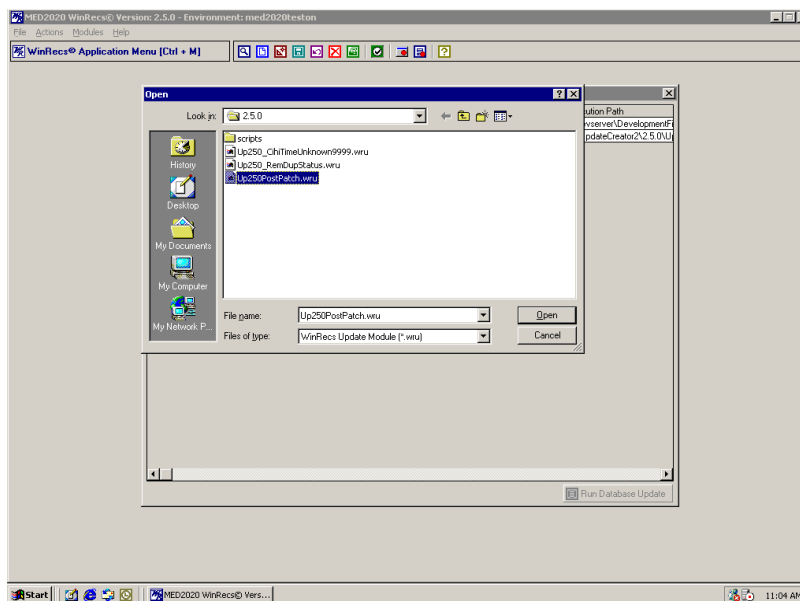 MED2020 WinRecs© Version: 2.5.0 - Environment: med2020teston
File Actions Modules Help
WinRecs© Application Menu [Ctrl + M]
Open
Look in: 2.5.0
ution Path
vserver\DevelopmentFi
pdateCreator2\2.5.0\U
scripts
Up250_CihiTimeUnknown9999.wru
Up250_RemDupStatus.wru
Up250PostPatch.wru
History
Desktop
My Documents
My Computer
My Network P...
File name: Up250PostPatch.wru Open
Files of type: WinRecs Update Module (*.wru) Cancel
Run Database Update
Start MED2020 WinRecs© Vers... 11:04 AM